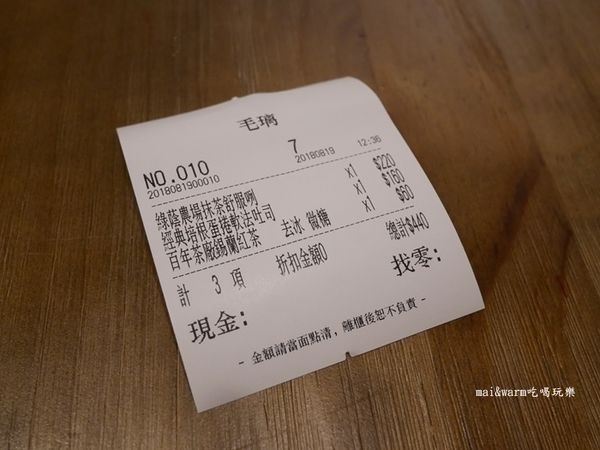 毛璃
7
NO.010 20180819 12:36
2018081900010
綠蔭農場抹茶舒服咧 x1 $220
經典培根蛋捲軟法吐司 x1 $160
百年茶廠錫蘭紅茶 去冰 微糖 x1 $60
計 3 項 折扣金額0 總計$440
現金: 找零:
- 金額請當面點清，離櫃後恕不負責 -
mai&warm吃喝玩樂